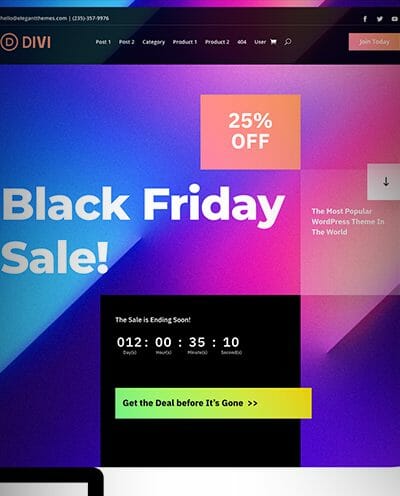 hello@elegantthemes.com | (235)-357-9976
DIVI
Post 1 Post 2 Category Product 1 Product 2 404 User
Join Today
25%
OFF
Black Friday
Sale!
The Most Popular
WordPress Theme In
The World
The Sale is Ending Soon!
012 : 00 : 35 : 10
Day(s) Hour(s) Minute(s) Second(s)
Get the Deal before It's Gone >>